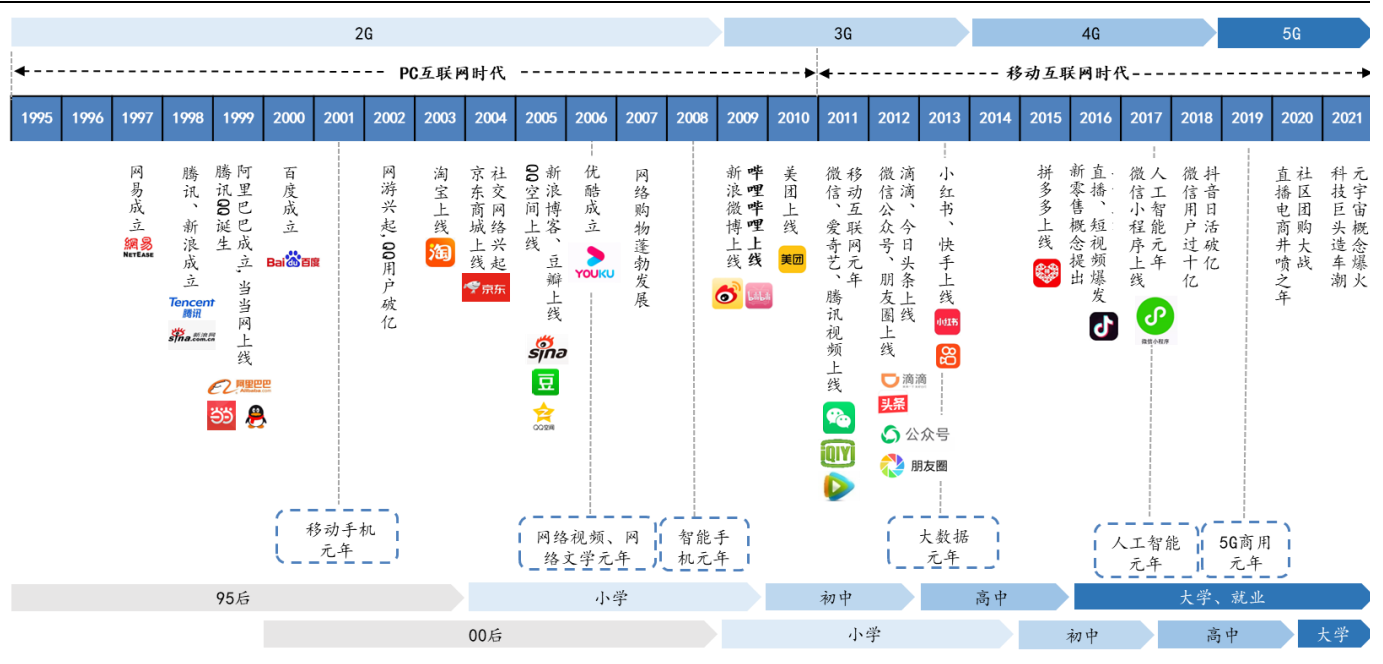 2G
3G
4G
5G
PC互联网时代
移动互联网时代
1995
1996
1997
1998
1999
2000
2001
2002
2003
2004
2005
2006
2007
2008
2009
2010
2011
2012
2013
2014
2015
2016
2017
2018
2019
2020
2021
网易成立
網易
NETEASE
腾讯、新浪成立
Tencent
腾讯
sina新浪网
.com.cn
阿里巴巴成立,当当网上线
腾讯QQ诞生
阿里巴巴
Alibaba.com
当当
百度成立
Bai百度
网游兴起,QQ用户破亿
淘宝上线
淘
社交网络兴起
京东商城上线
京东
新浪博客、豆瓣上线
QQ空间上线
sina
豆
QQ空间
优酷成立
YOUKU
网络购物蓬勃发展
哔哩哔哩上线
新浪微博上线
bilibili
美团上线
美团
移动互联网元年
微信、爱奇艺、腾讯视频上线
iQIY
滴滴、今日头条上线
微信公众号、朋友圈上线
滴滴
头条
公众号
朋友圈
小红书、快手上线
小红书
拼多多上线
直播、短视频爆发
新零售概念提出
人工智能元年
微信小程序上线
微信小程序
抖音日活破亿
微信用户过十亿
社区团购大战
直播电商井喷之年
元宇宙概念爆火
科技巨头造车潮
移动手机
元年
网络视频、网
络文学元年
智能手
机元年
大数据
元年
人工智能
元年
5G商用
元年
95后
小学
初中
高中
大学、就业
00后
小学
初中
高中
大学